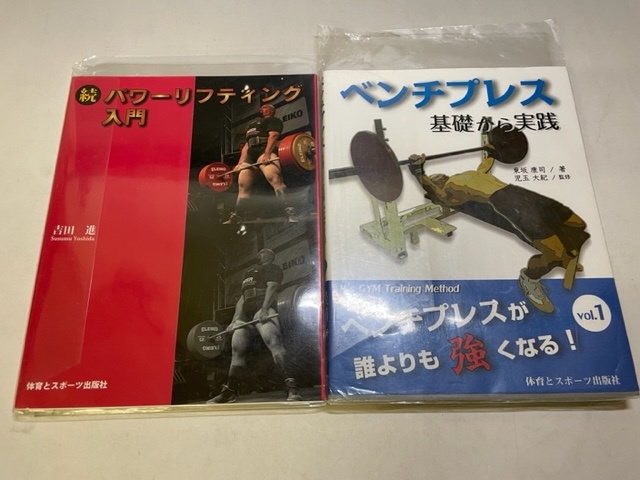 続 パワーリフティング
入門
吉田 進
Susumu Yoshida
ELEIKO
体育とスポーツ出版社
ベンチプレス
基礎から実践
東坂 康司/著
児玉 大紀/監修
GYM Training Method
ベンチプレスが
誰よりも 強くなる!
vol.1
体育とスポーツ出版社